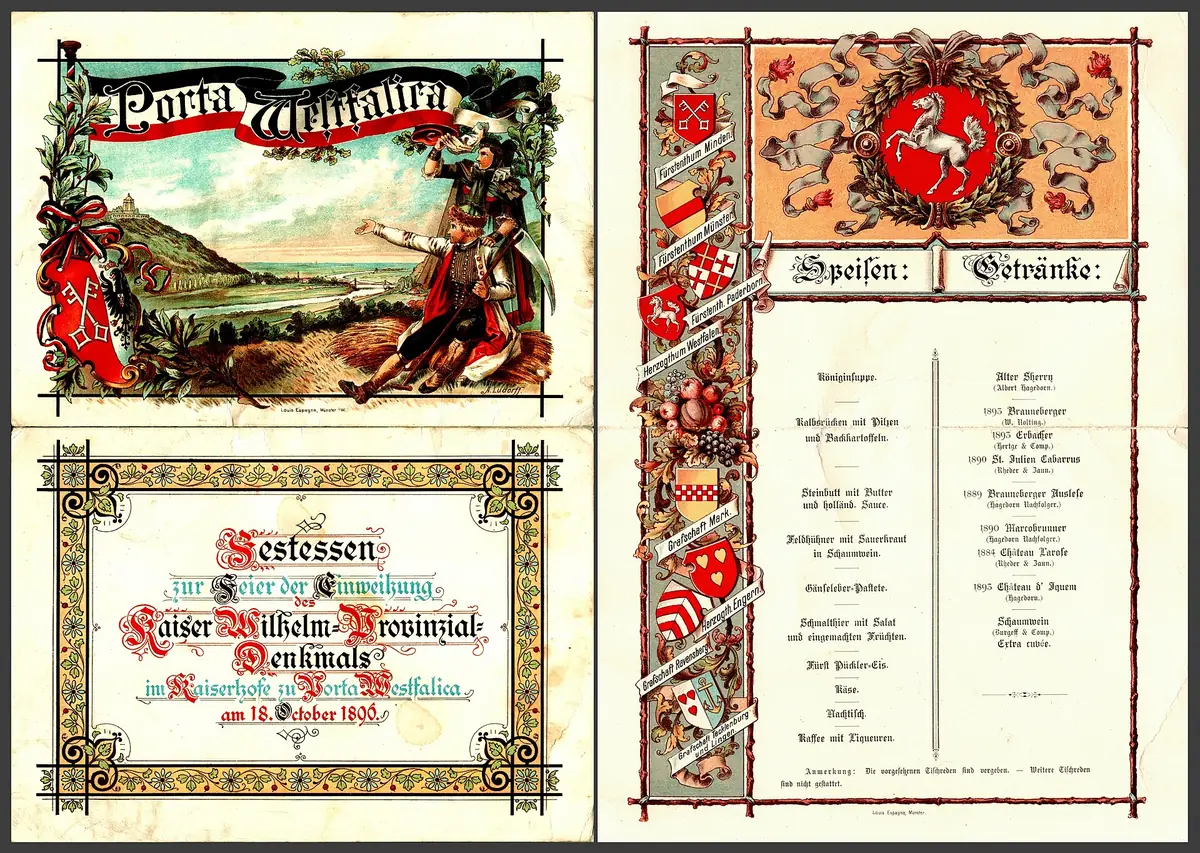 Porta Westfalica
A. Ludorff.
Louis Espagne, Münster i/W.
Festessen
zur Feier der Einweihung
des
Kaiser Wilhelm-Provinzial-
Denkmals
im Kaiserhofe zu Porta Westfalica
am 18. October 1896.
Fürstenthum Minden.
Fürstenthum Münster.
Fürstenth. Paderborn.
Herzogthum Westfalen.
Grafschaft Mark.
Herzogth. Engern.
Grafschaft Ravensberg.
Grafschaft Tecklenburg
und Lingen.
Speisen:
Königinsuppe.
Kalbsrücken mit Pilzen
und Backkartoffeln.
Steinbutt mit Butter
und holländ. Sauce.
Feldhühner mit Sauerkraut
in Schaumwein.
Gänseleber-Pastete.
Schmalthier mit Salat
und eingemachten Früchten.
Fürst Pückler-Eis.
Käse.
Nachtisch.
Kaffee mit Liqueuren.
Getränke:
Alter Sherry
(Albert Hagedorn.)
1893 Brauneberger
(W. Nolting.)
1893 Erbacher
(Hertge & Comp.)
1890 St. Julien Cabarrus
(Rheder & Jaun.)
1889 Brauneberger Auslese
(Hagedorn Nachfolger.)
1890 Marcobrunner
(Hagedorn Nachfolger.)
1884 Château Larose
(Rheder & Jaun.)
1893 Château d' Yquem
(Hagedorn.)
Schaumwein
(Burgeff & Comp.)
Extra cuvée.
Anmerkung: Die vorgesehenen Tischreden sind vergeben. — Weitere Tischreden
sind nicht gestattet.
Louis Espagne, Münster.